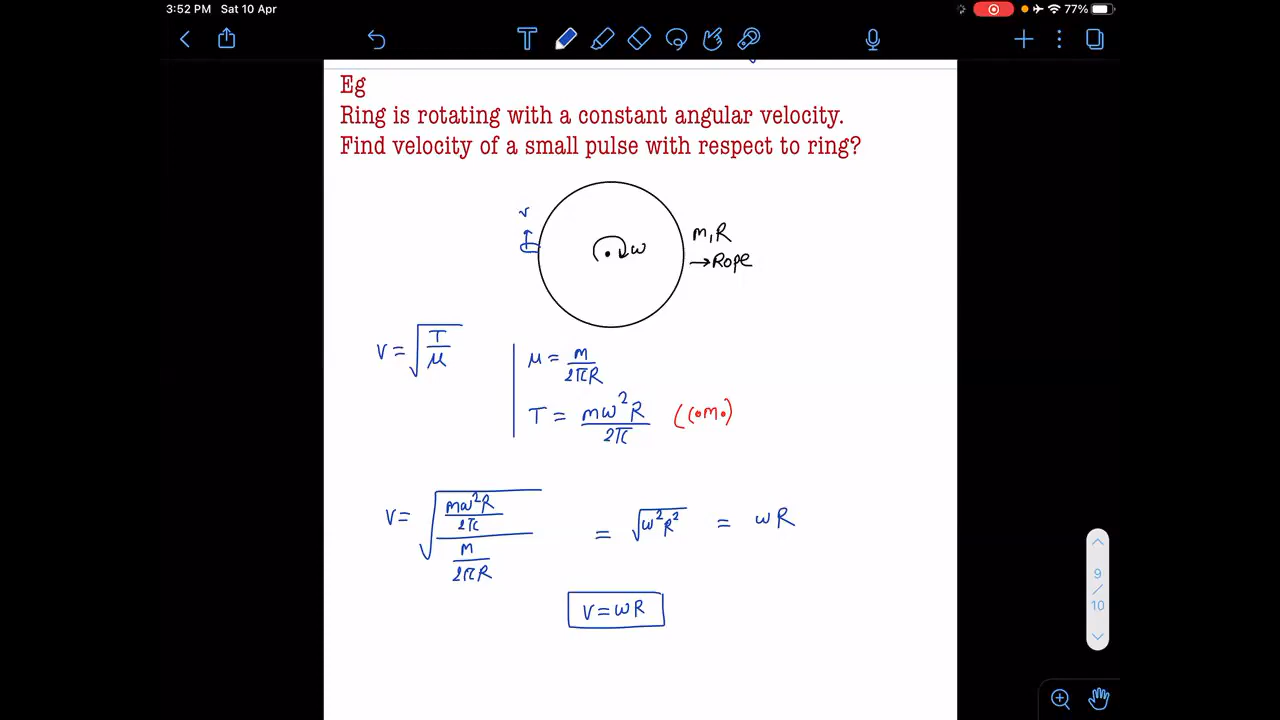 3:52 PM Sat 10 Apr
77%
T
Eg
Ring is rotating with a constant angular velocity.
Find velocity of a small pulse with respect to ring?
v
ω
m, R
→Rope
v = √(T/μ)
μ = m/2πR
T = mω²R/2π (COM)
v = √((mω²R/2π)/(m/2πR)) = √(ω²R²) = ωR
v = ωR
9
/
10